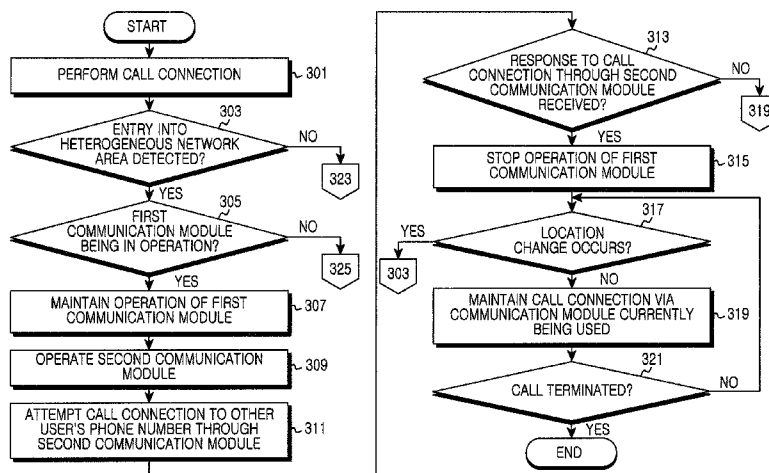 START
PERFORM CALL CONNECTION
301
303
ENTRY INTO
HETEROGENEOUS NETWORK
AREA DETECTED?
NO
323
YES
305
FIRST
COMMUNICATION MODULE
BEING IN OPERATION?
NO
325
YES
MAINTAIN OPERATION OF FIRST
COMMUNICATION MODULE
307
OPERATE SECOND COMMUNICATION
MODULE
309
ATTEMPT CALL CONNECTION TO OTHER
USER'S PHONE NUMBER THROUGH
SECOND COMMUNICATION MODULE
311
313
RESPONSE TO CALL
CONNECTION THROUGH SECOND
COMMUNICATION MODULE
RECEIVED?
NO
319
YES
STOP OPERATION OF FIRST
COMMUNICATION MODULE
315
317
LOCATION
CHANGE OCCURS?
YES
303
NO
MAINTAIN CALL CONNECTION VIA
COMMUNICATION MODULE CURRENTLY
BEING USED
319
321
CALL TERMINATED?
NO
YES
END